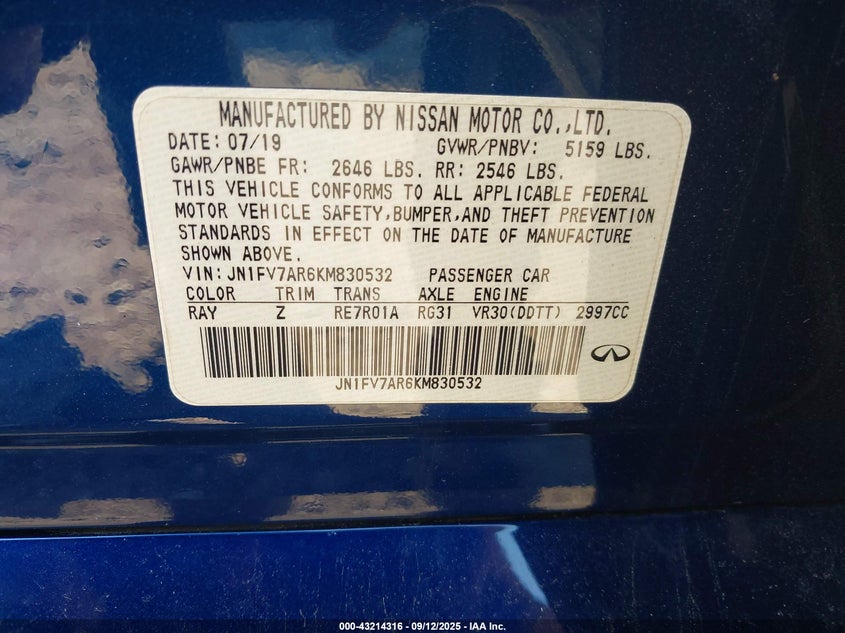 MANUFACTURED BY NISSAN MOTOR CO.,LTD.
DATE: 07/19 GVWR/PNBV: 5159 LBS.
GAWR/PNBE FR: 2646 LBS. RR: 2546 LBS.
THIS VEHICLE CONFORMS TO ALL APPLICABLE FEDERAL
MOTOR VEHICLE SAFETY,BUMPER,AND THEFT PREVENTION
STANDARDS IN EFFECT ON THE DATE OF MANUFACTURE
SHOWN ABOVE.
VIN:JN1FV7AR6KM830532 PASSENGER CAR
COLOR TRIM TRANS AXLE ENGINE
RAY Z RE7R01A RG31 VR30(DDTT) 2997CC
JN1FV7AR6KM830532
000-43214316 - 09/12/2025 - IAA Inc.